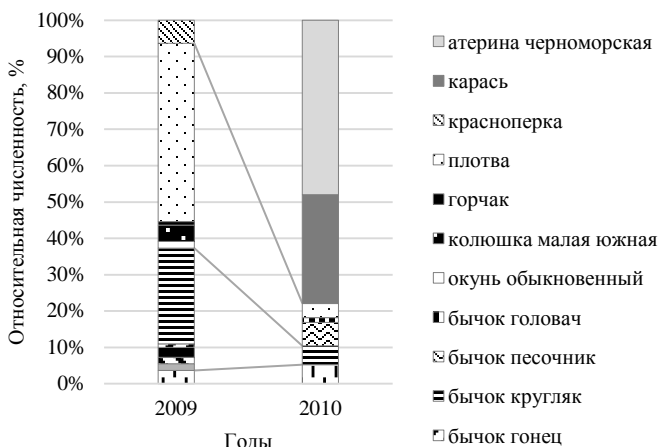 Относительная численность, %
100%
90%
80%
70%
60%
50%
40%
30%
20%
10%
0%
2009
2010
Годы
атерина черноморская
карась
красноперка
плотва
горчак
колюшка малая южная
окунь обыкновенный
бычок головач
бычок песочник
бычок кругляк
бычок гонец